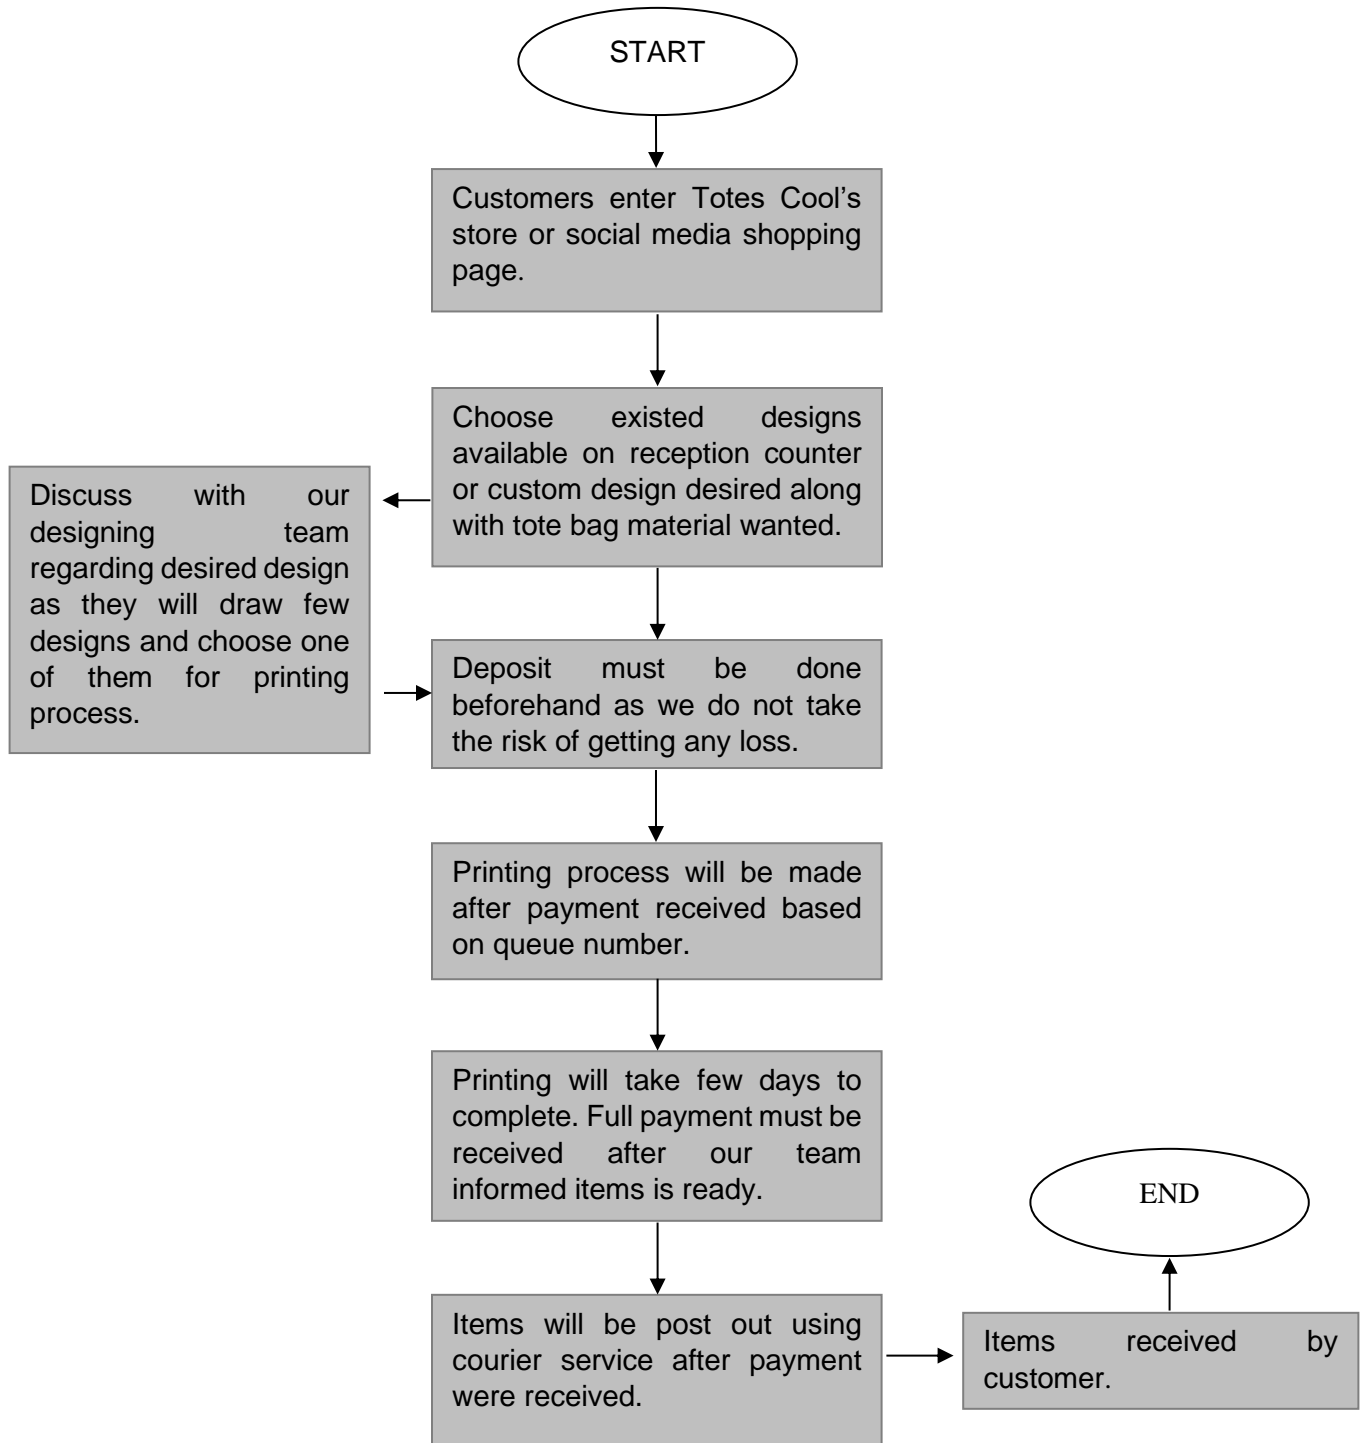 START
Customers enter Totes Cool’s
store or social media shopping
page.
Choose existed designs
available on reception counter
or custom design desired along
with tote bag material wanted.
Discuss with our
designing team
regarding desired design
as they will draw few
designs and choose one
of them for printing
process.
Deposit must be done
beforehand as we do not take
the risk of getting any loss.
Printing process will be made
after payment received based
on queue number.
Printing will take few days to
complete. Full payment must be
received after our team
informed items is ready.
Items will be post out using
courier service after payment
were received.
Items received by
customer.
END